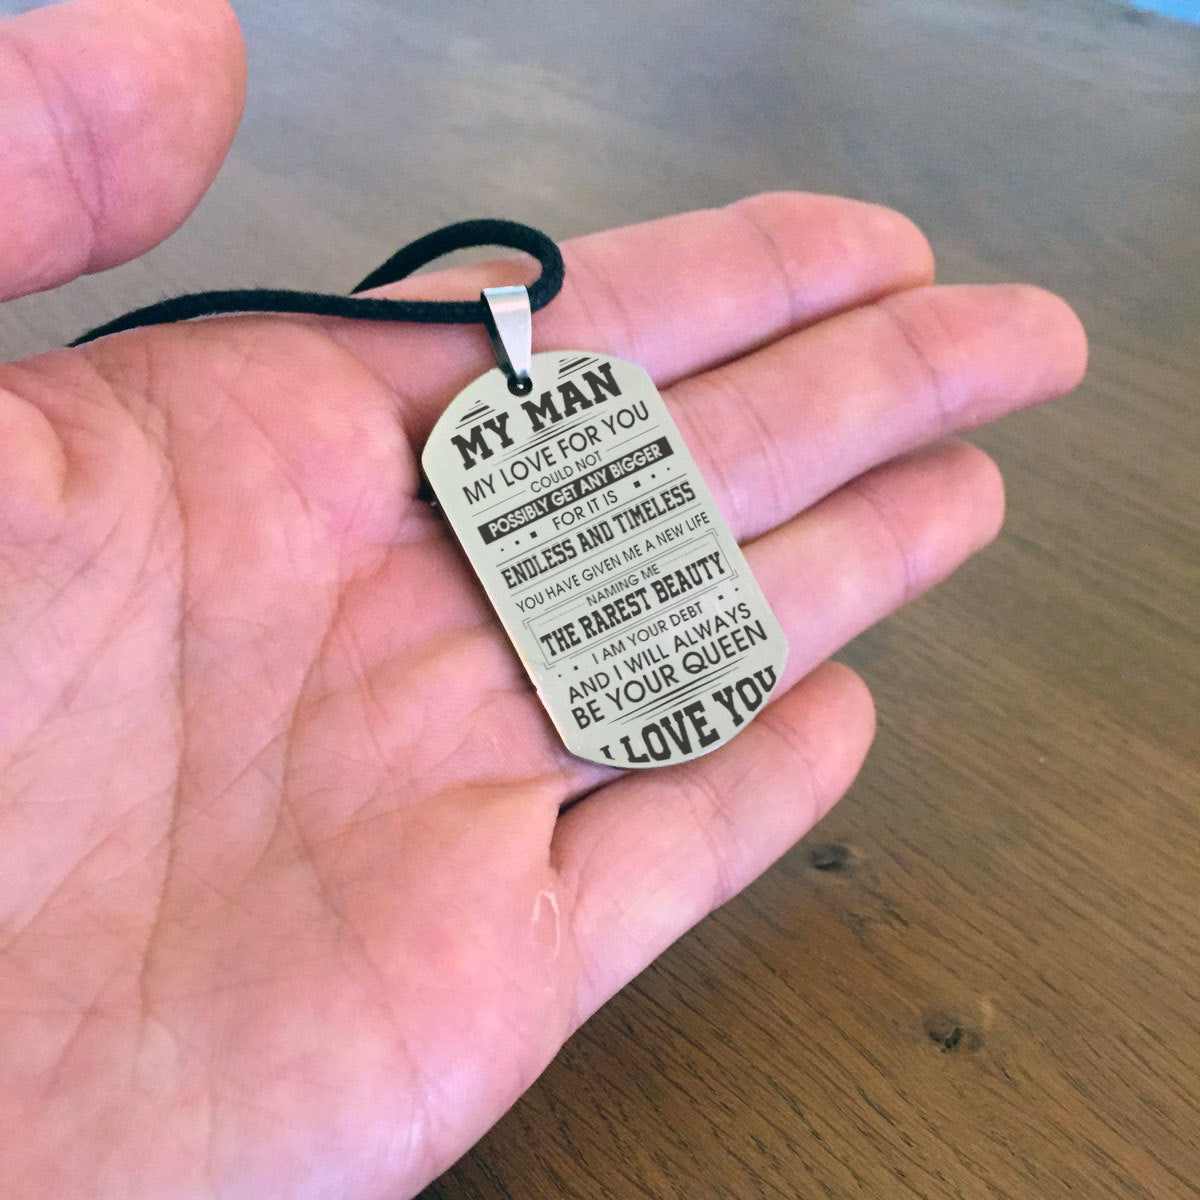 MY MAN
MY LOVE FOR YOU
COULD NOT
POSSIBLY GET ANY BIGGER
FOR IT IS
ENDLESS AND TIMELESS
YOU HAVE GIVEN ME A NEW LIFE
NAMING ME
THE RAREST BEAUTY
I AM YOUR DEBT
AND I WILL ALWAYS
BE YOUR QUEEN
I LOVE YOU